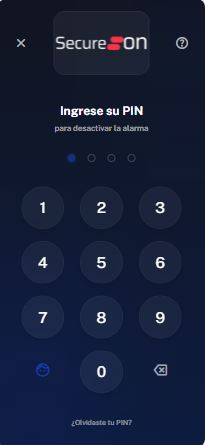 Secureon
Ingrese su PIN
para desactivar la alarma
1 2 3
4 5 6
7 8 9
0
¿Olvidaste tu PIN?